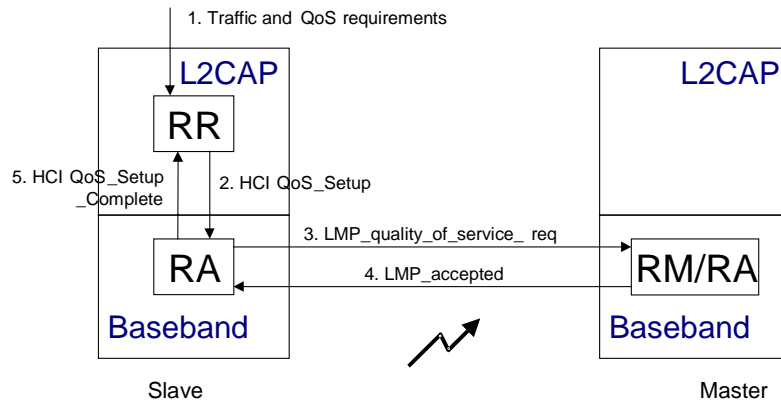 1. Traffic and QoS requirements
L2CAP
L2CAP
RR
5. HCI QoS_Setup
_Complete
2. HCI QoS_Setup
3. LMP_quality_of_service_ req
RA
4. LMP_accepted
RM/RA
Baseband
Baseband
Slave
Master